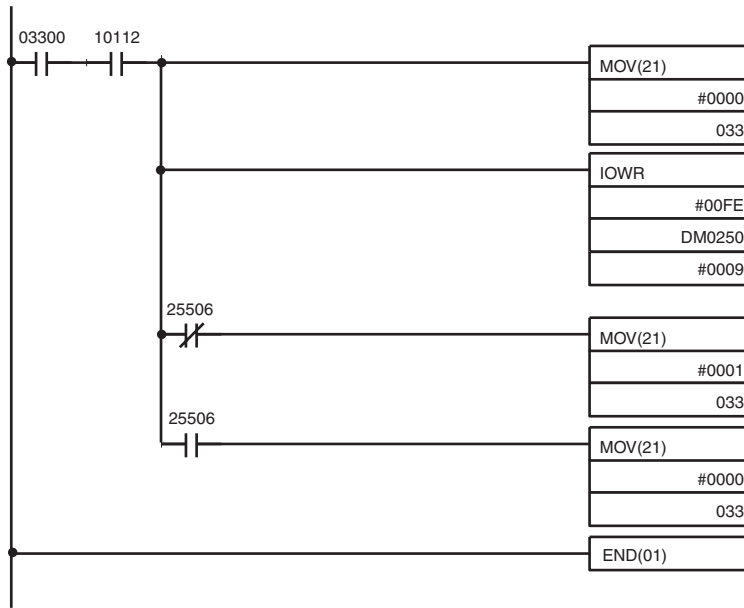 03300 10112
MOV(21)
#0000
033
IOWR
#00FE
DM0250
#0009
25506
MOV(21)
#0001
033
25506
MOV(21)
#0000
033
END(01)